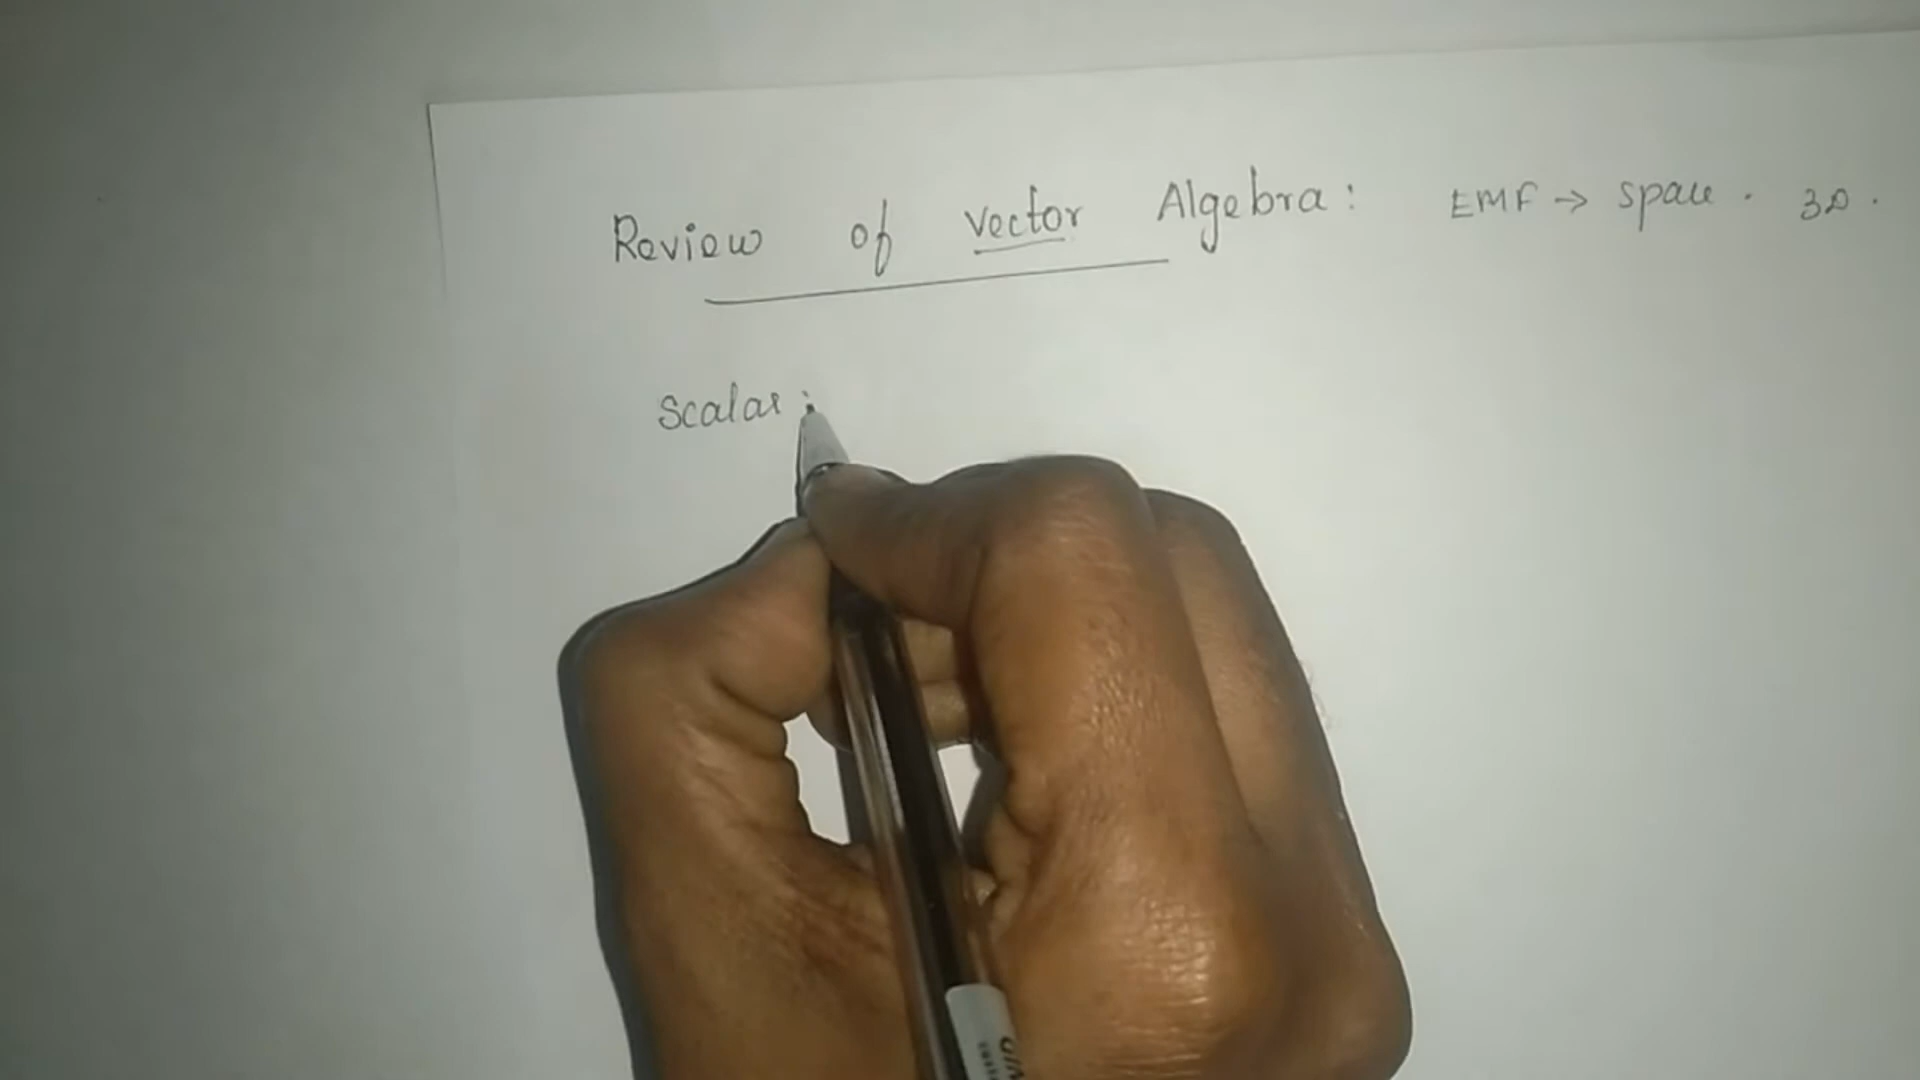 Review of vector Algebra: EMF → space. 3D.
Scalar: